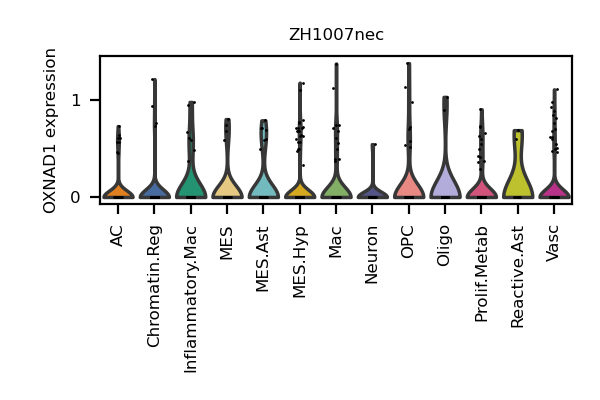 ZH1007nec
OXNAD1 expression
1
0
AC
Chromatin.Reg
Inflammatory.Mac
MES
MES.Ast
MES.Hyp
Mac
Neuron
OPC
Oligo
Prolif.Metab
Reactive.Ast
Vasc